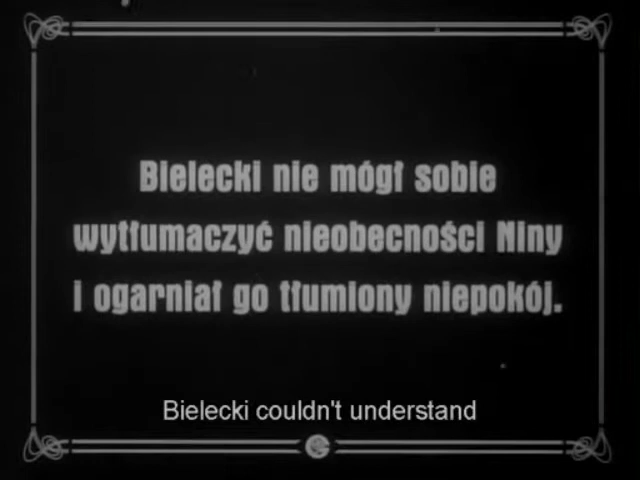 Bielecki nie mógł sobie
wytłumaczyć nieobecności Niny
i ogarniał go tłumiony niepokój.
Bielecki couldn't understand